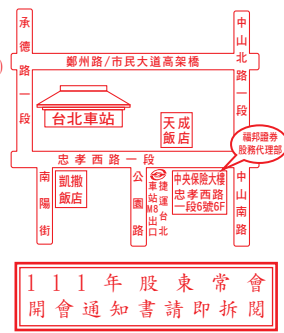 承德路一段
鄭州路/市民大道高架橋
中山北路一段
台北車站
天成
飯店
福邦證券
股務代理部
忠孝西路一段
南陽街
凱撒
飯店
公園路
捷運台北
車站M8出口
中央保險大樓
忠孝西路
一段6號6F
中山南路
111年股東常會
開會通知書請即拆閱